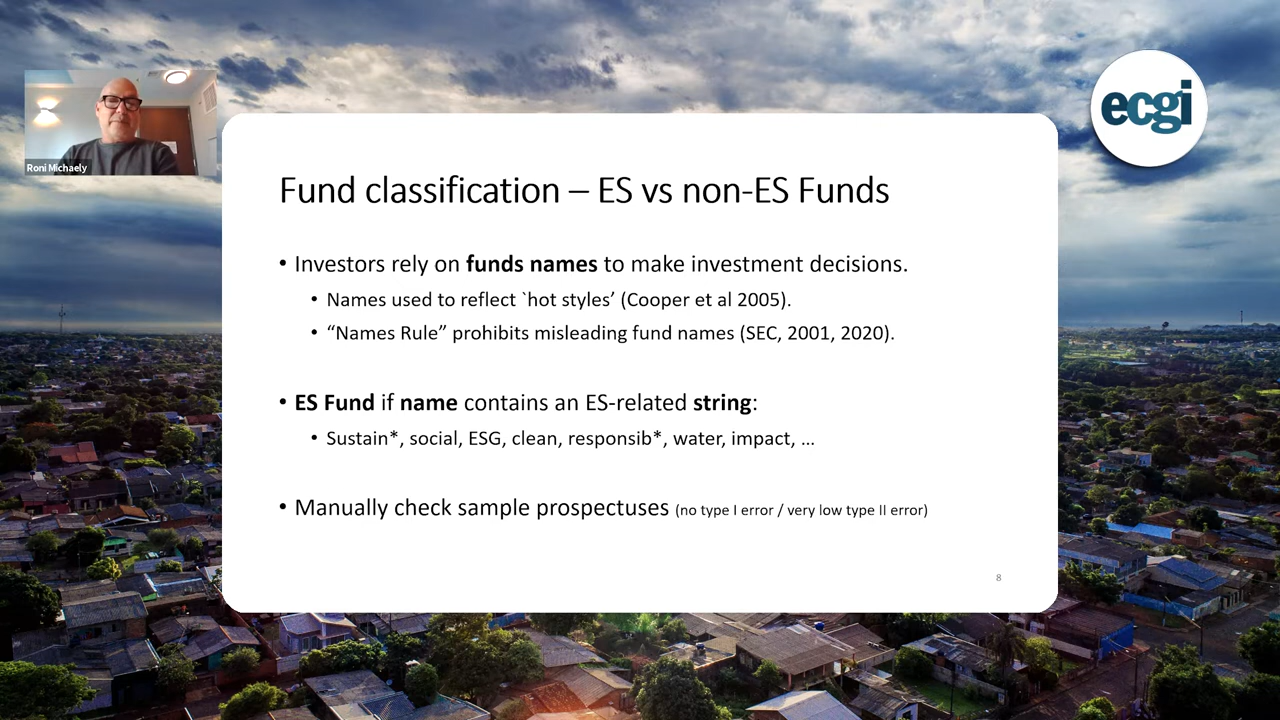 ecgi
Roni Michaely
Fund classification – ES vs non-ES Funds
• Investors rely on funds names to make investment decisions.
• Names used to reflect `hot styles’ (Cooper et al 2005).
• “Names Rule” prohibits misleading fund names (SEC, 2001, 2020).
• ES Fund if name contains an ES-related string:
• Sustain*, social, ESG, clean, responsib*, water, impact, …
• Manually check sample prospectuses (no type I error / very low type II error)
8